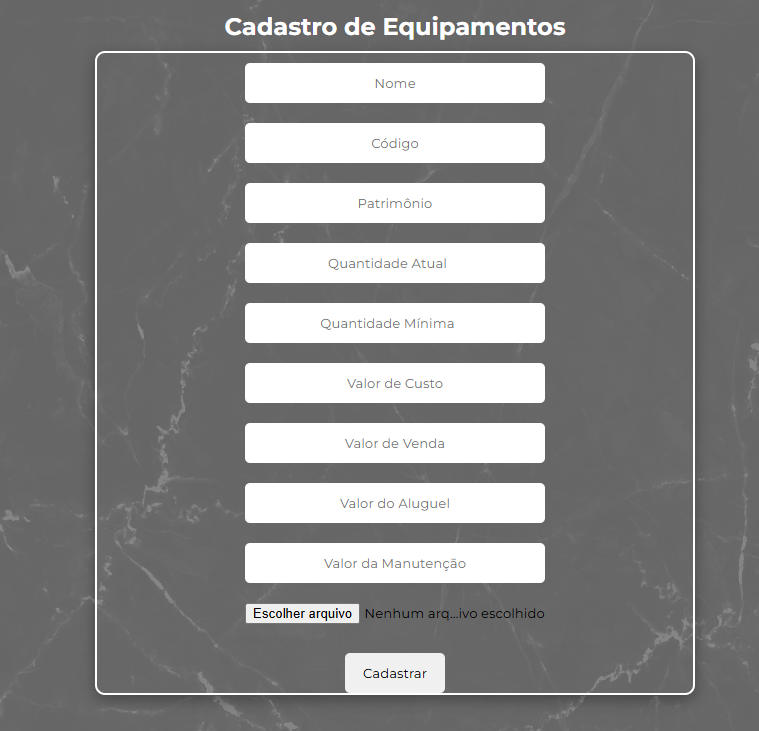 Cadastro de Equipamentos
Nome
Código
Patrimônio
Quantidade Atual
Quantidade Mínima
Valor de Custo
Valor de Venda
Valor do Aluguel
Valor da Manutenção
Escolher arquivo Nenhum arq...ivo escolhido
Cadastrar